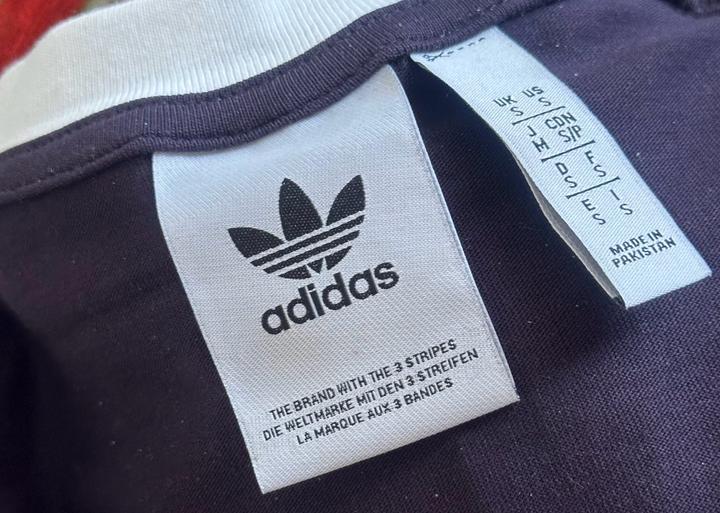 adidas
THE BRAND WITH THE 3 STRIPES
DIE WELTMARKE MIT DEN 3 STREIFEN
LA MARQUE AUX 3 BANDES
UK US
S S
J CDN
M S/P
D F
S S
E I
S S
MADE IN
PAKISTAN